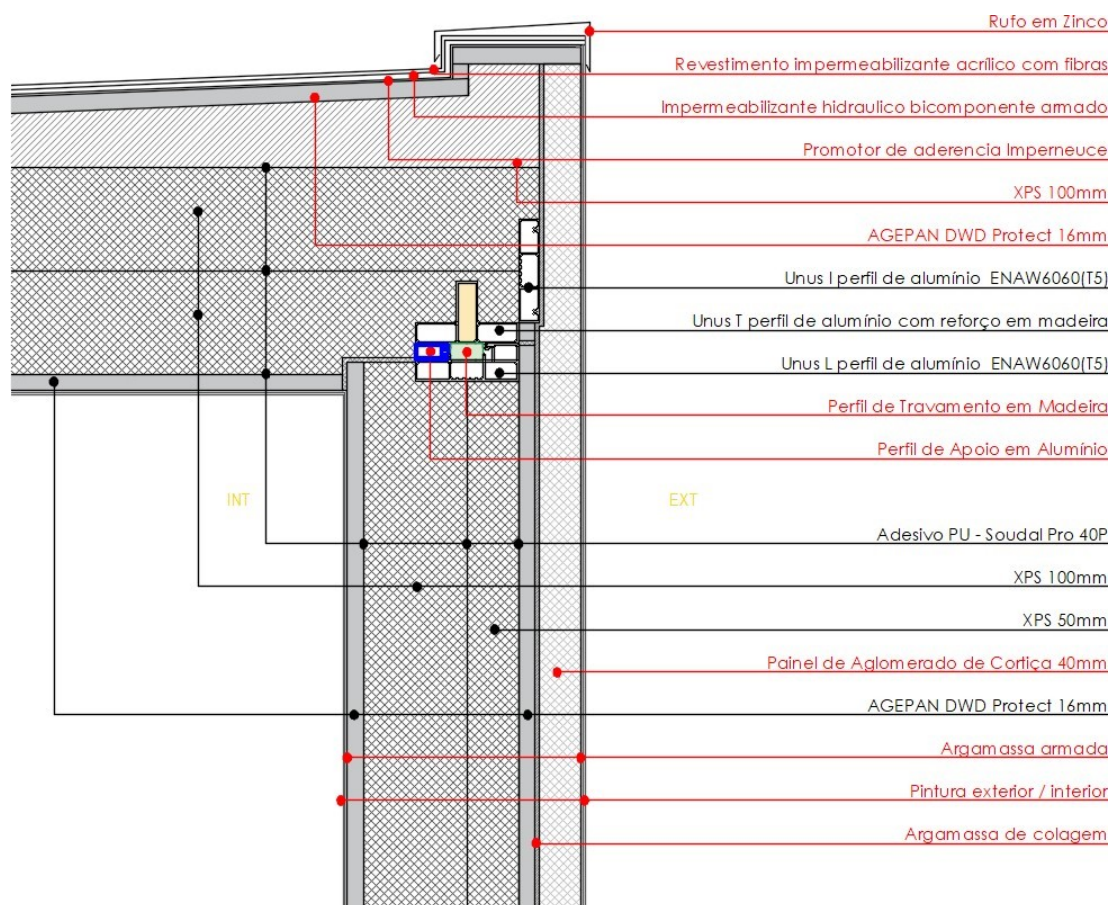 Rufo em Zinco
Revestimento impermeabilizante acrílico com fibras
Impermeabilizante hidraulico bicomponente armado
Promotor de aderencia Imperneuce
XPS 100mm
AGEPAN DWD Protect 16mm
Unus I perfil de alumínio ENAW6060(T5)
Unus T perfil de alumínio com reforço em madeira
Unus L perfil de alumínio ENAW6060(T5)
Perfil de Travamento em Madeira
Perfil de Apoio em Alumínio
INT
EXT
Adesivo PU - Soudal Pro 40P
XPS 100mm
XPS 50mm
Painel de Aglomerado de Cortiça 40mm
AGEPAN DWD Protect 16mm
Argamassa armada
Pintura exterior / interior
Argamassa de colagem